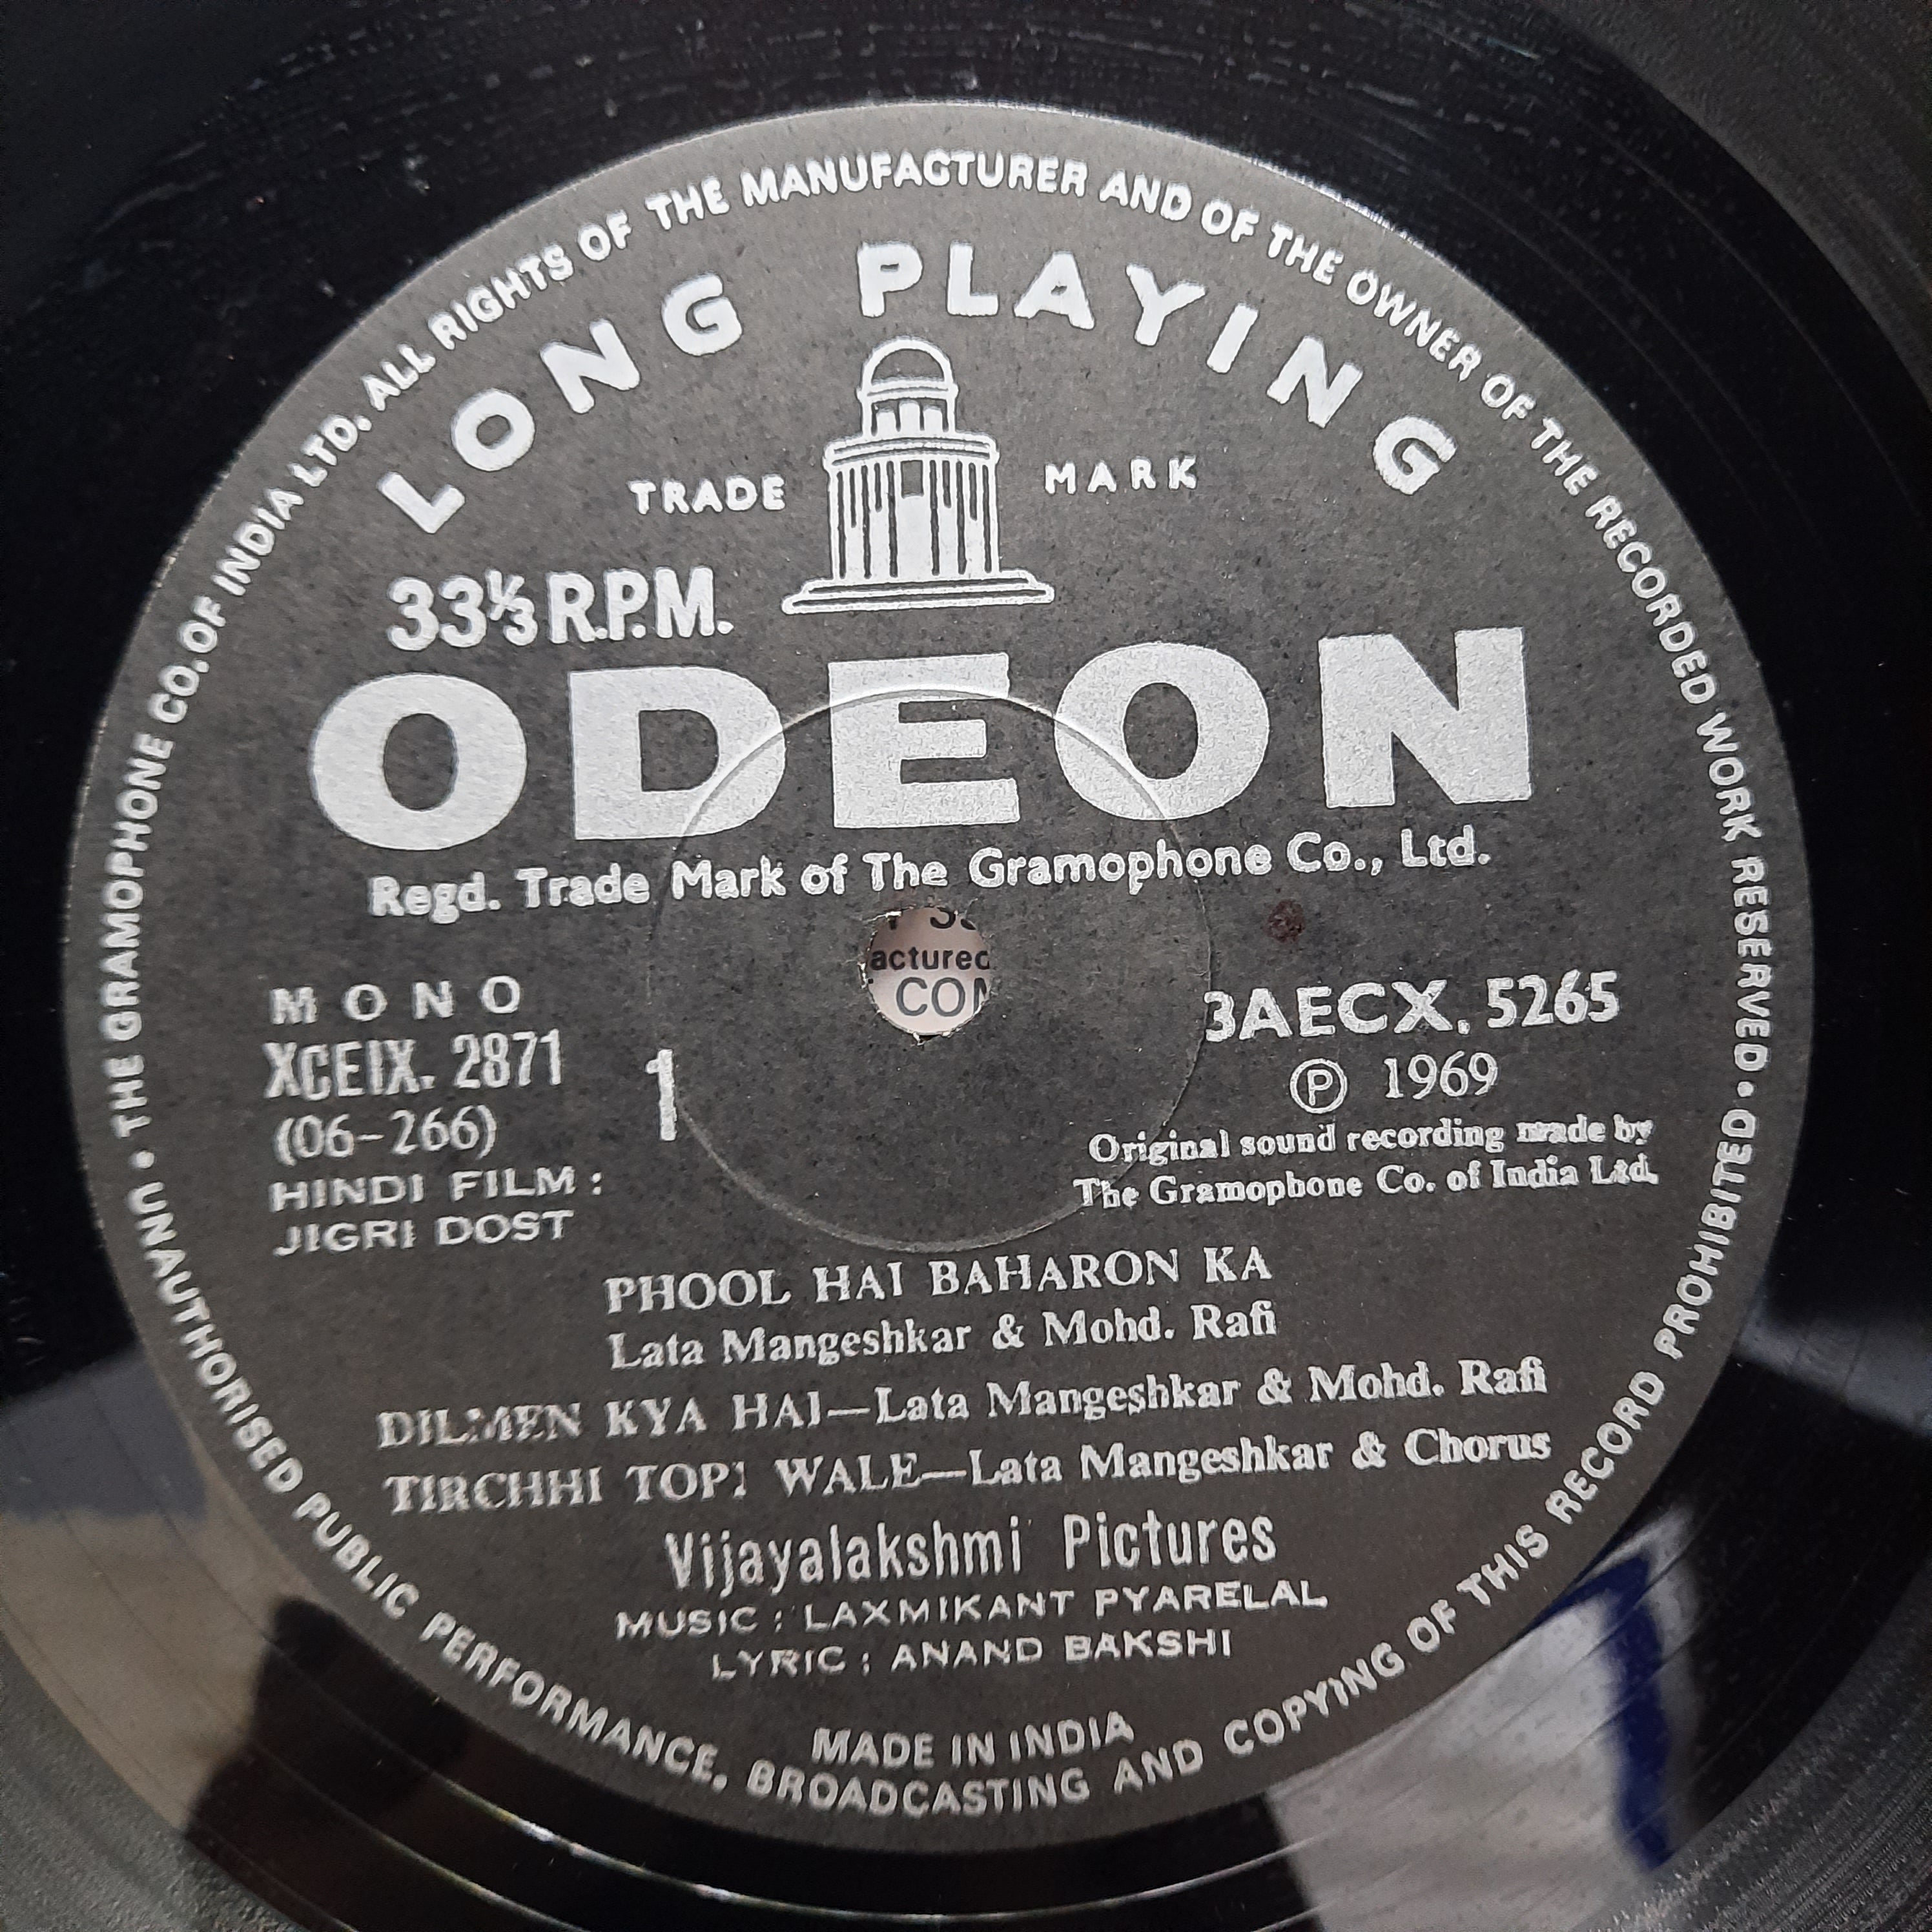 THE GRAMOPHONE CO. OF INDIA LTD. ALL RIGHTS OF THE MANUFACTURER AND OF THE OWNER OF THE RECORDED WORK RESERVED •
UNAUTHORISED PUBLIC PERFORMANCE, BROADCASTING AND COPYING OF THIS RECORD PROHIBITED •
LONG PLAYING
TRADE MARK
33⅓ R.P.M.
ODEON
Regd. Trade Mark of The Gramophone Co., Ltd.
actured
MONO
XCEIX. 2871
(06-266)
HINDI FILM :
JIGRI DOST
1
3AECX. 5265
Ⓟ 1969
Original sound recording made by
The Gramophone Co. of India Ltd.
PHOOL HAI BAHARON KA
Lata Mangeshkar & Mohd. Rafi
DILMEN KYA HAI—Lata Mangeshkar & Mohd. Rafi
TIRCHHI TOPI WALE—Lata Mangeshkar & Chorus
Vijayalakshmi Pictures
MUSIC : LAXMIKANT PYARELAL
LYRIC : ANAND BAKSHI
MADE IN INDIA